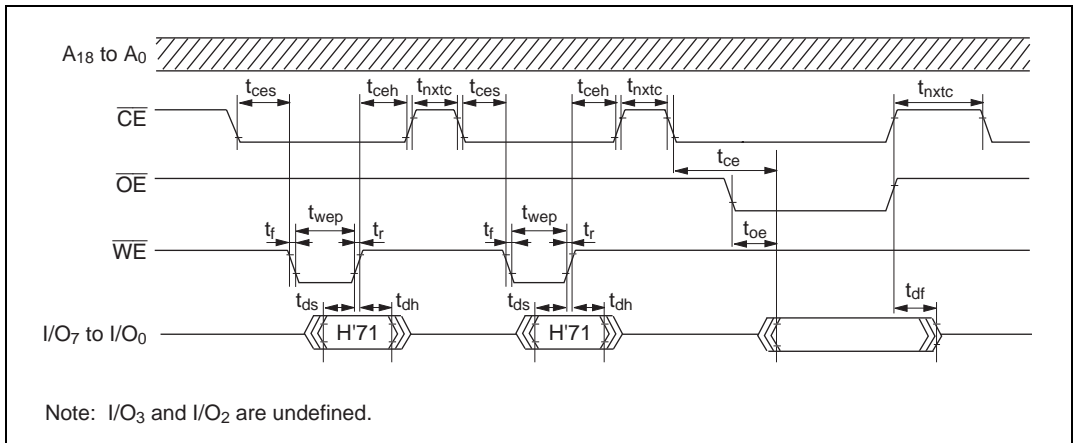 A18 to A0
tces tceh tnxtc tces tceh tnxtc tnxtc
CE
tce
OE
twep twep
tf tr tf tr toe
WE
tds tdh tds tdh tdf
I/O7 to I/O0 H'71 H'71
Note: I/O3 and I/O2 are undefined.